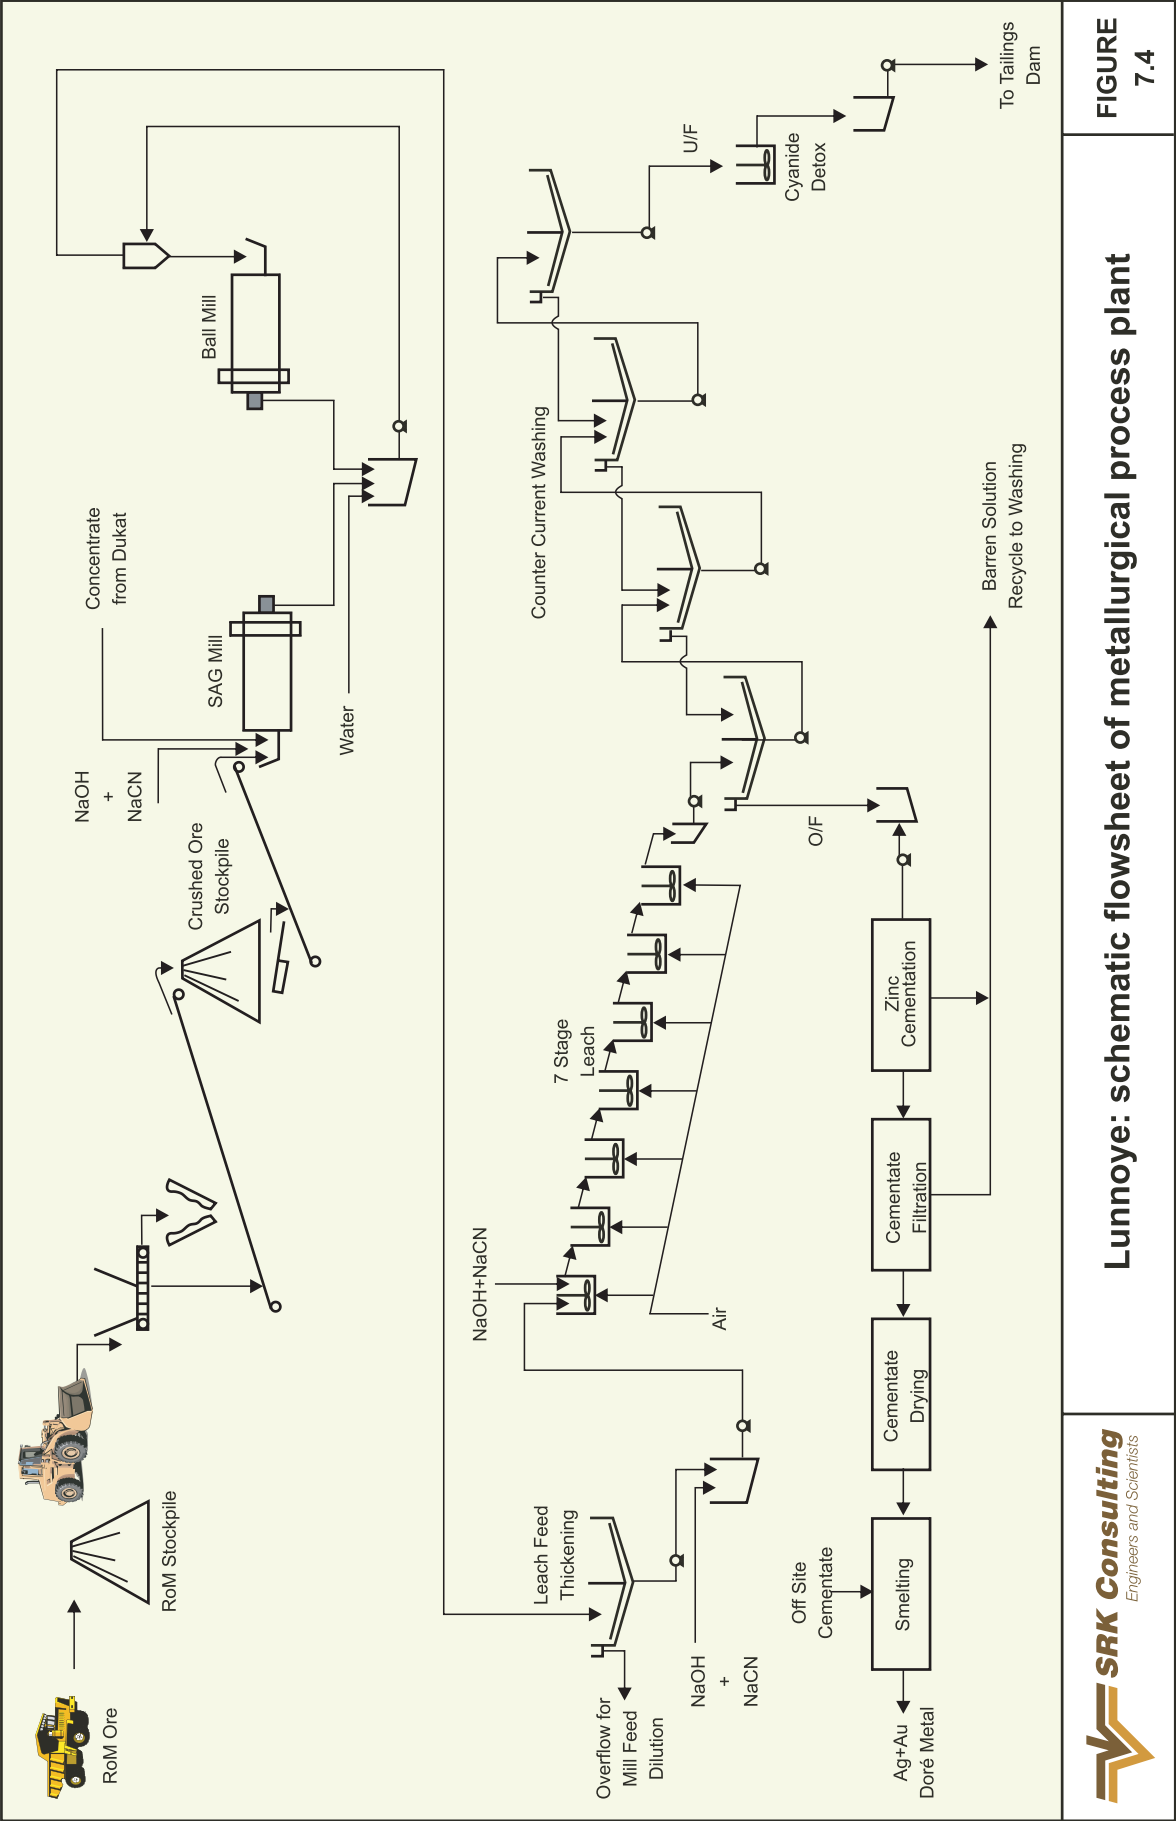 RoM Ore
RoM Stockpile
Crushed Ore
Stockpile
NaOH
+
NaCN
Concentrate
from Dukat
SAG Mill
Water
Ball Mill
Overflow for
Mill Feed
Dilution
Leach Feed
Thickening
NaOH
+
NaCN
NaOH+NaCN
7 Stage
Leach
Air
Counter Current Washing
O/F
U/F
Cyanide
Detox
To Tailings
Dam
Ag+Au
Doré Metal
Off Site
Cementate
Smelting
Cementate
Drying
Cementate
Filtration
Zinc
Cementation
Barren Solution
Recycle to Washing
SRK Consulting
Engineers and Scientists
Lunnoye: schematic flowsheet of metallurgical process plant
FIGURE
7.4